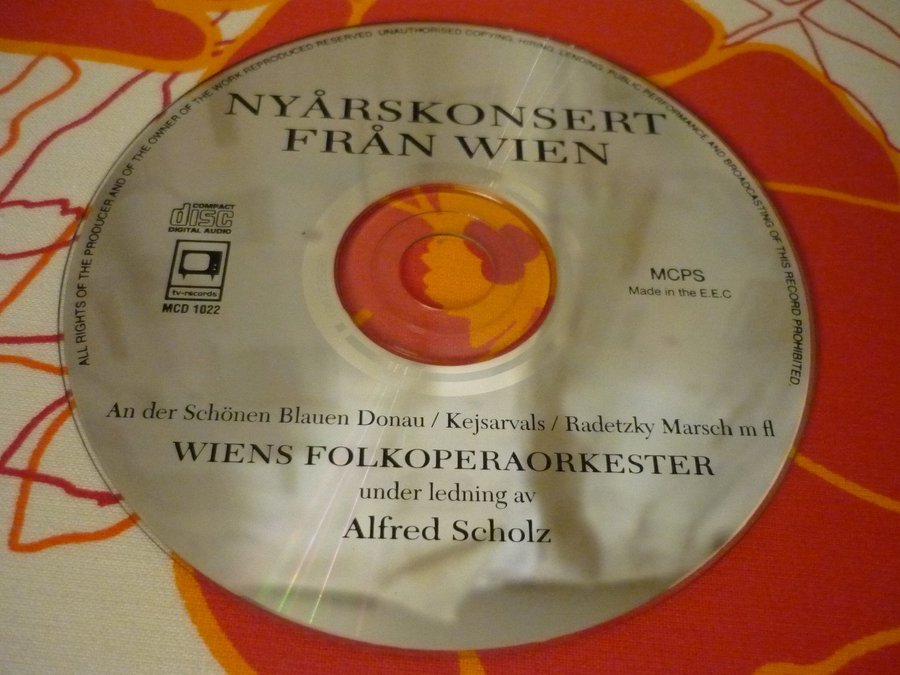 ALL RIGHTS OF THE PRODUCER AND OF THE OWNER OF THE WORK REPRODUCED RESERVED. UNAUTHORISED COPYING, HIRING, LENDING, PUBLIC PERFORMANCE AND BROADCASTING OF THIS RECORD PROHIBITED.
NYÅRSKONSERT
FRÅN WIEN
COMPACT
disc
DIGITAL AUDIO
tv-records
MCD 1022
MCPS
Made in the E.E.C
An der Schönen Blauen Donau / Kejsarvals / Radetzky Marsch m fl
WIENS FOLKOPERAORKESTER
under ledning av
Alfred Scholz